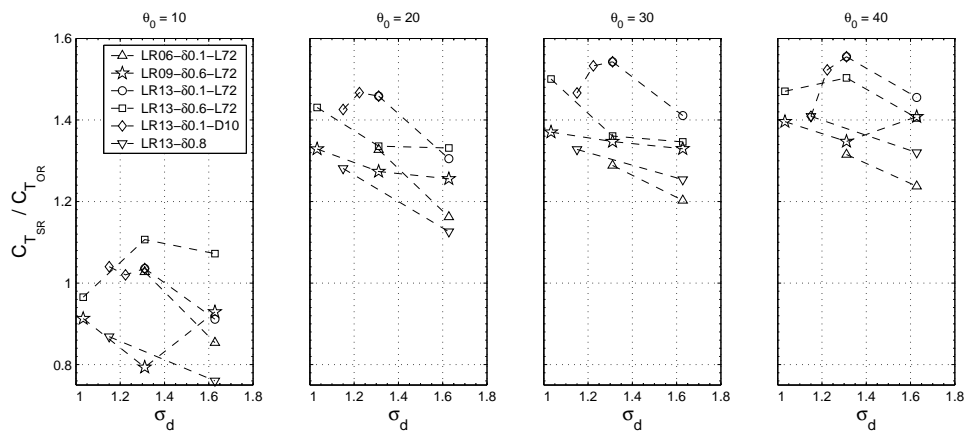 θ0 = 10
θ0 = 20
θ0 = 30
θ0 = 40
CTSR / CTOR
1.6
1.4
1.2
1
0.8
LR06−δ0.1−L72
LR09−δ0.6−L72
LR13−δ0.1−L72
LR13−δ0.6−L72
LR13−δ0.1−D10
LR13−δ0.8
1 1.2 1.4 1.6 1.8
1 1.2 1.4 1.6 1.8
1 1.2 1.4 1.6 1.8
1 1.2 1.4 1.6 1.8
σd
σd
σd
σd